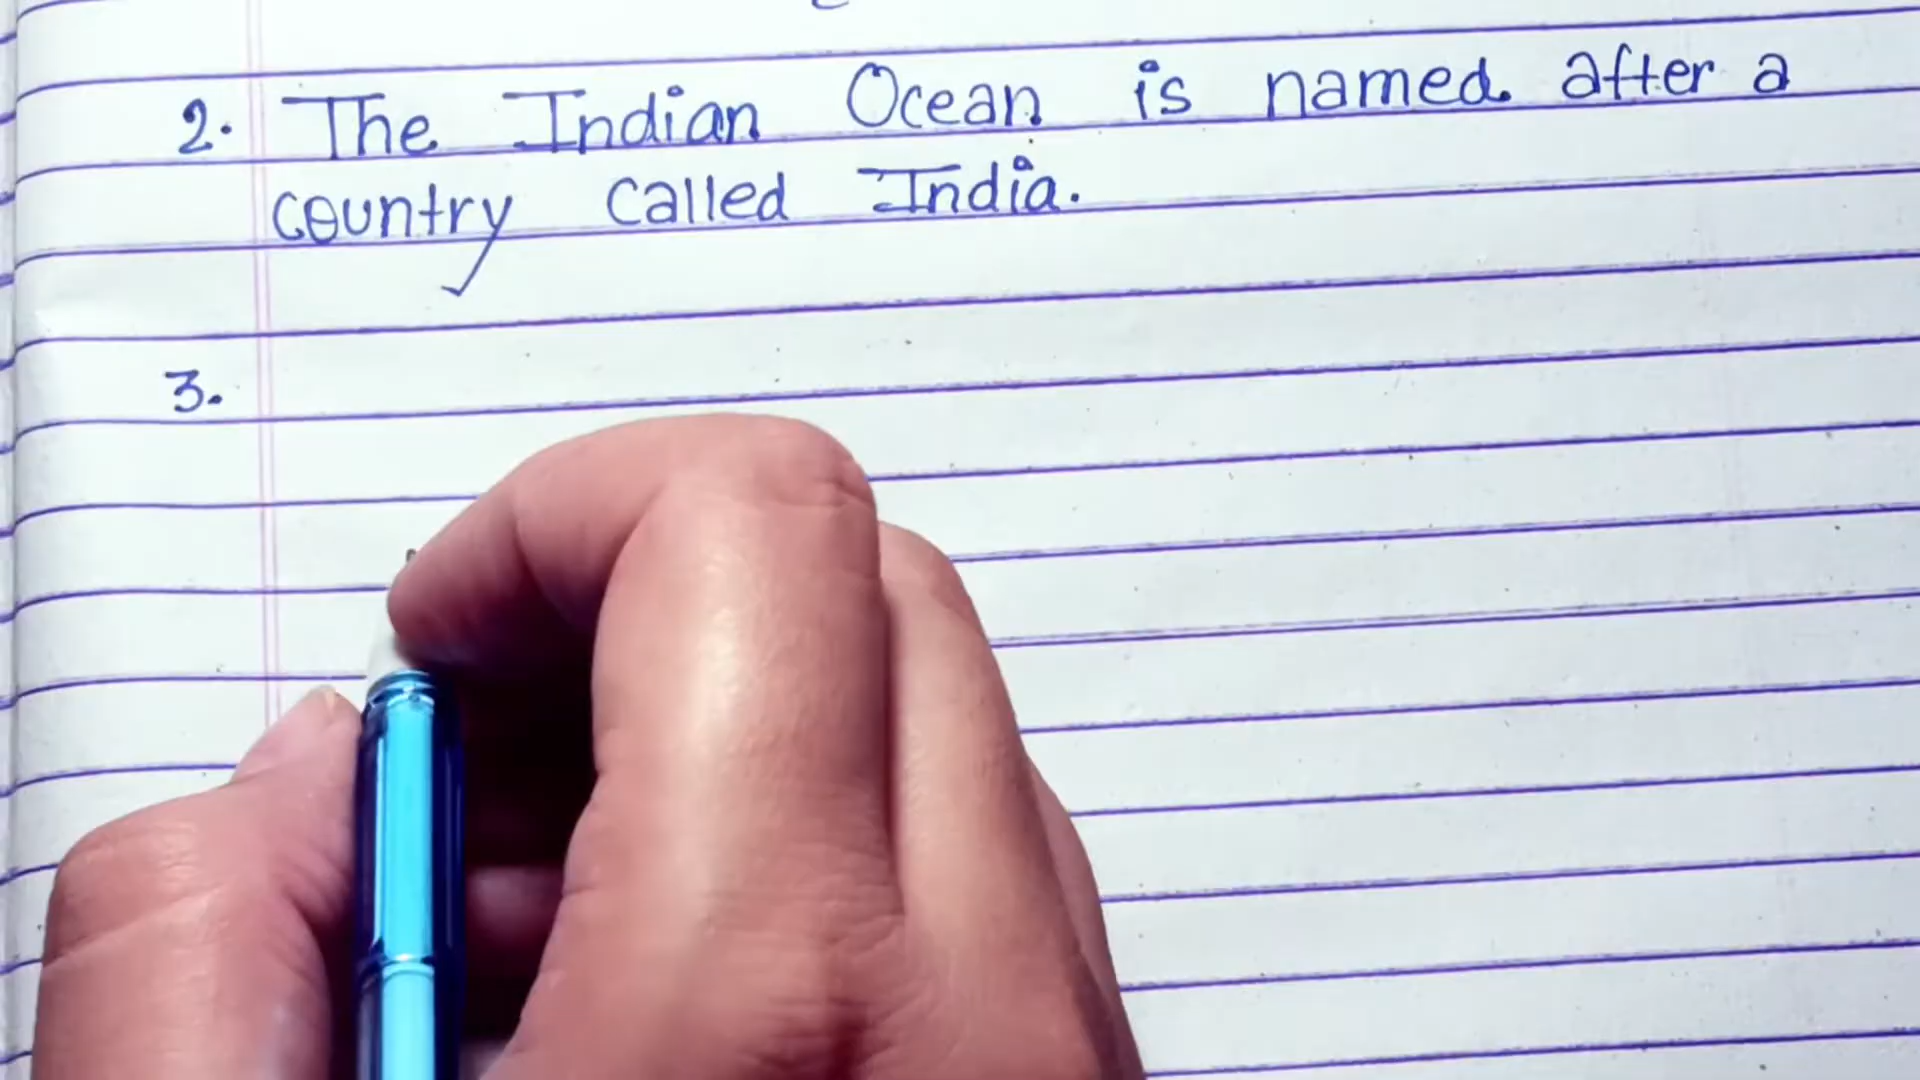 2. The Indian Ocean is named after a
country called India.
3.